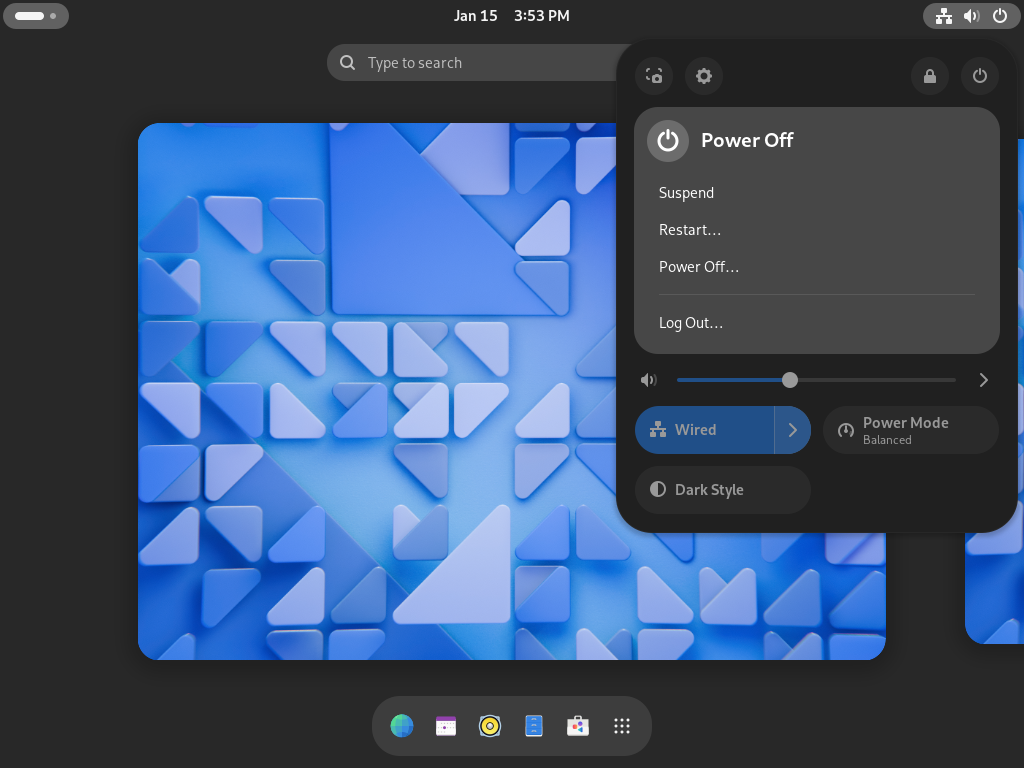 Jan 15 3:53 PM
Type to search
Power Off
Suspend
Restart…
Power Off…
Log Out…
Wired
Power Mode
Balanced
Dark Style